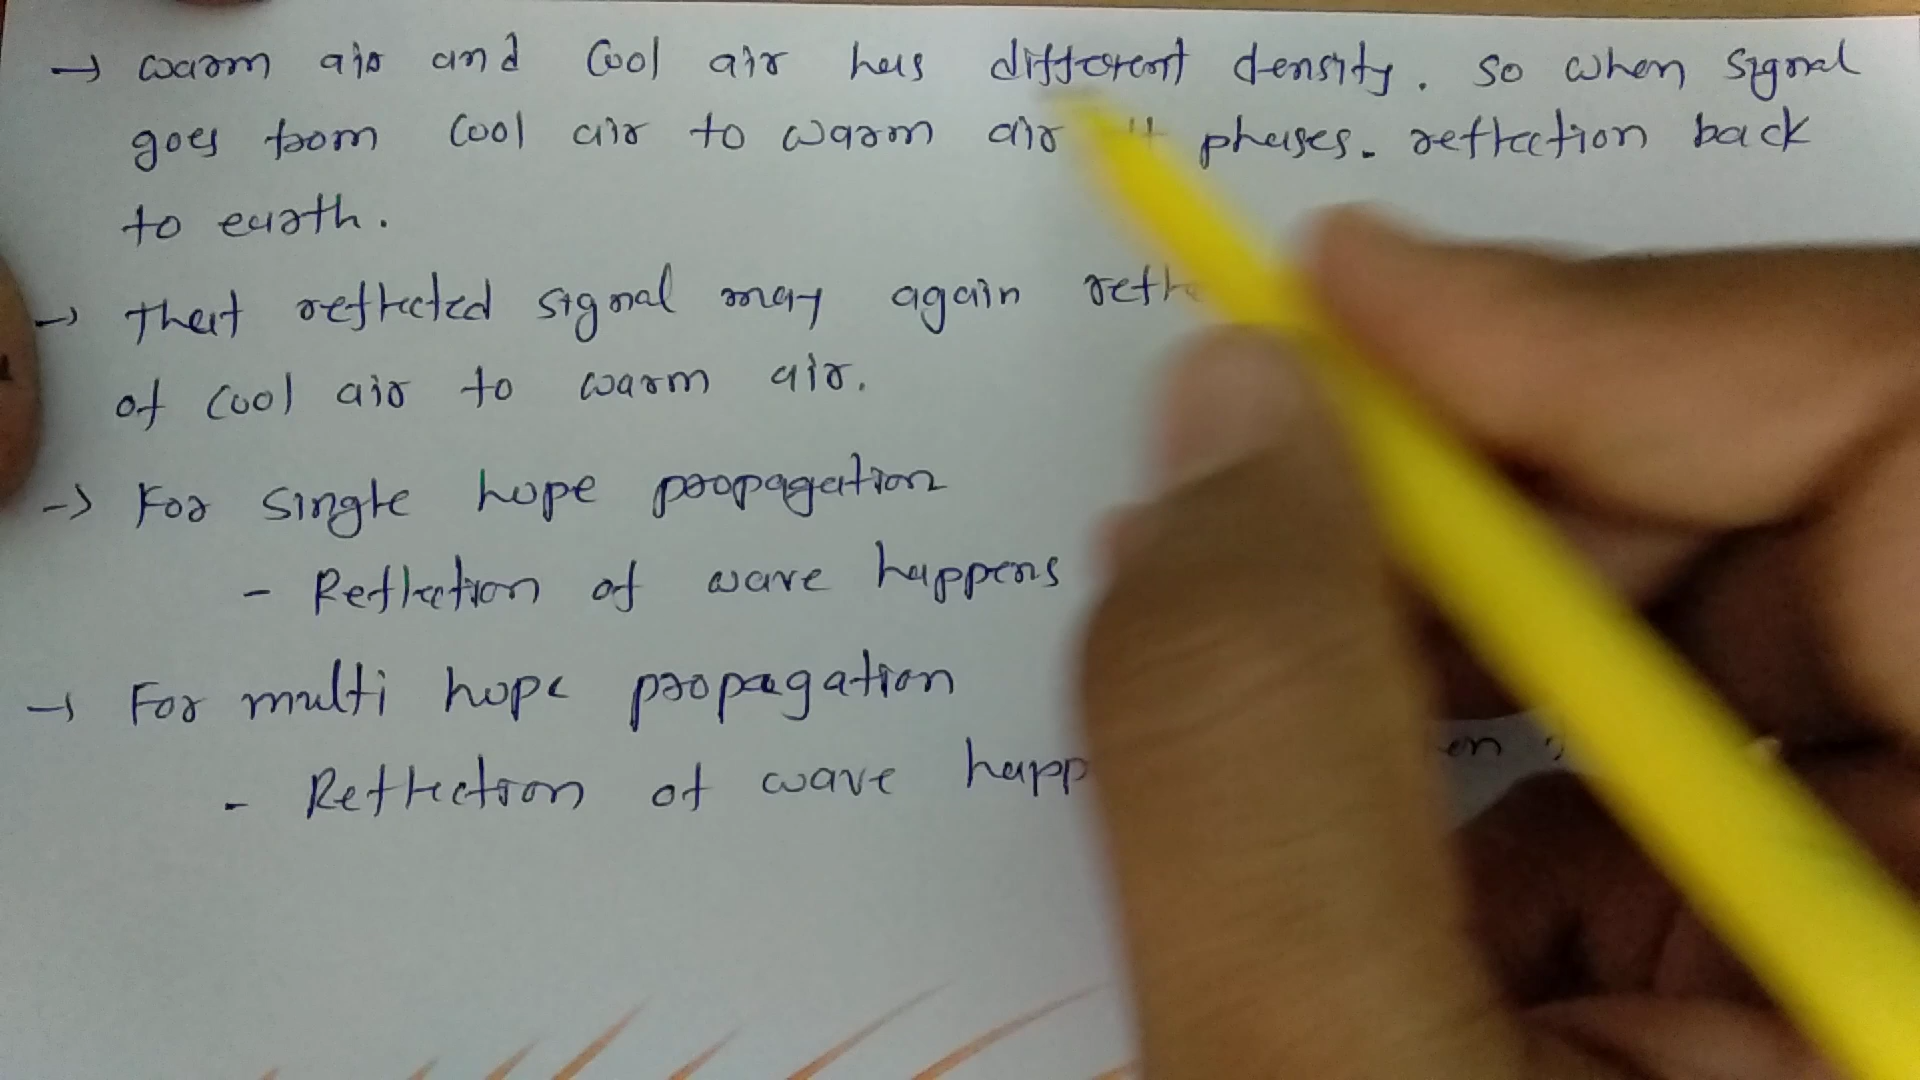 → warm air and cool air has different density. so when signal
goes from cool air to warm air it phases. reflection back
to earth.
→ That reflected signal may again
of cool air to warm air.
→ For single hope propagation
- Reflection of wave happens
→ For multi hope propagation
- Reflection of wave